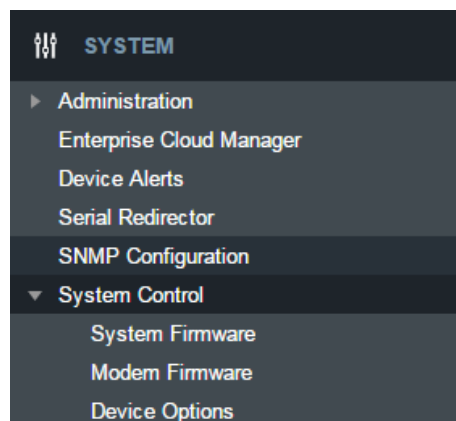 SYSTEM
Administration
Enterprise Cloud Manager
Device Alerts
Serial Redirector
SNMP Configuration
System Control
System Firmware
Modem Firmware
Device Options